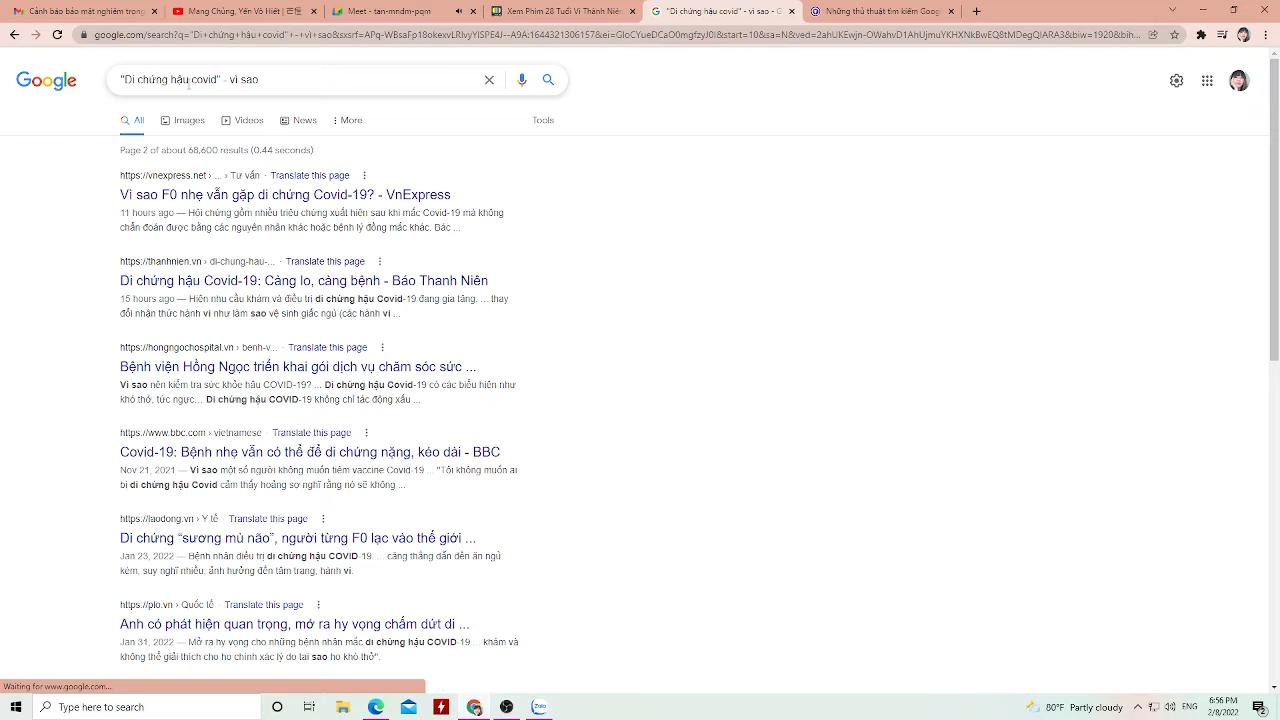 Cảnh báo bảo mật nghiêm trọng
Mang Chủng, Yên Vô Hiết | 芒種
Meet - tan-mndm-pqm
Xem Phim 28 Tuổi Vị Thành Niên
"Di chứng hậu covid" - vì sao - G
Những thủ thuật tìm kiếm Google
Google
"Di chứng hậu covid" - vì sao
All
Images
Videos
News
More
Tools
Page 2 of about 68,600 results (0.44 seconds)
https://vnexpress.net › ... › Tư vấn · Translate this page
Vì sao F0 nhẹ vẫn gặp di chứng Covid-19? - VnExpress
11 hours ago — Hội chứng gồm nhiều triệu chứng xuất hiện sau khi mắc Covid-19 mà không
chẩn đoán được bằng các nguyên nhân khác hoặc bệnh lý đồng mắc khác. Bác ...
https://thanhnien.vn › di-chung-hau-... · Translate this page
Di chứng hậu Covid-19: Càng lo, càng bệnh - Báo Thanh Niên
15 hours ago — Hiện nhu cầu khám và điều trị di chứng hậu Covid-19 đang gia tăng. ... thay
đổi nhận thức hành vi như làm sao vệ sinh giấc ngủ (các hành vi ...
https://hongngochospital.vn › benh-v... · Translate this page
Bệnh viện Hồng Ngọc triển khai gói dịch vụ chăm sóc sức ...
Vì sao nên kiểm tra sức khỏe hậu COVID-19? ... Di chứng hậu Covid-19 có các biểu hiện như
khó thở, tức ngực... Di chứng hậu COVID-19 không chỉ tác động xấu ...
https://www.bbc.com › vietnamese · Translate this page
Covid-19: Bệnh nhẹ vẫn có thể để di chứng nặng, kéo dài - BBC
Nov 21, 2021 — Vì sao một số người không muốn tiêm vaccine Covid-19 ... "Tôi không muốn ai
bị di chứng hậu Covid cảm thấy hoảng sợ nghĩ rằng nó sẽ không ...
https://laodong.vn › Y tế · Translate this page
Di chứng “sương mù não”, người từng F0 lạc vào thế giới ...
Jan 23, 2022 — Bệnh nhân điều trị di chứng hậu COVID-19. ... căng thẳng dẫn đến ăn ngủ
kém, suy nghĩ nhiều; ảnh hưởng đến tâm trạng, hành vi.
https://plo.vn › Quốc tế · Translate this page
Anh có phát hiện quan trọng, mở ra hy vọng chấm dứt di ...
Jan 31, 2022 — Mở ra hy vọng cho những bệnh nhân mắc di chứng hậu COVID-19 ... khám và
không thể giải thích cho họ chính xác lý do tại sao họ khó thở".
Waiting for www.google.com...
Type here to search
Zalo
80°F Partly cloudy
ENG
6:56 PM
2/8/2022
2